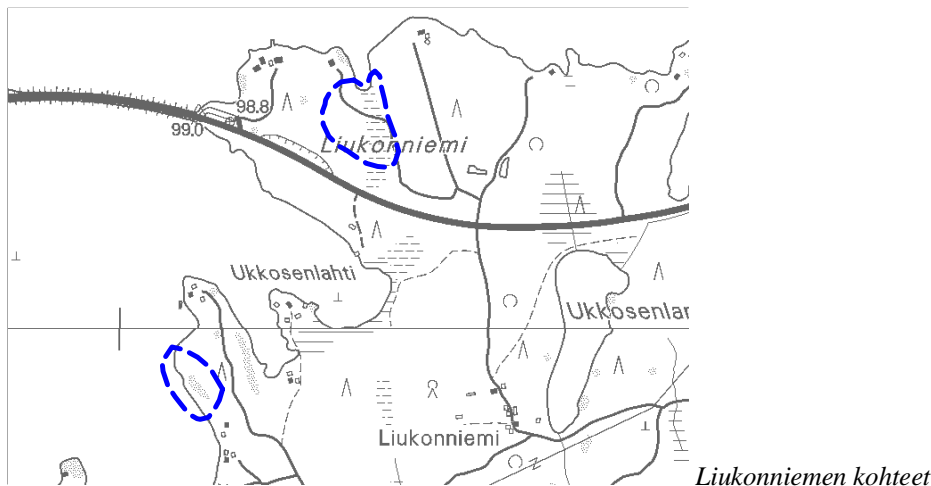 98.8
99.0
Liukonniemi
Ukkosenlahti
Ukkosenlar
Liukonniemi
Z
Liukonniemen kohteet